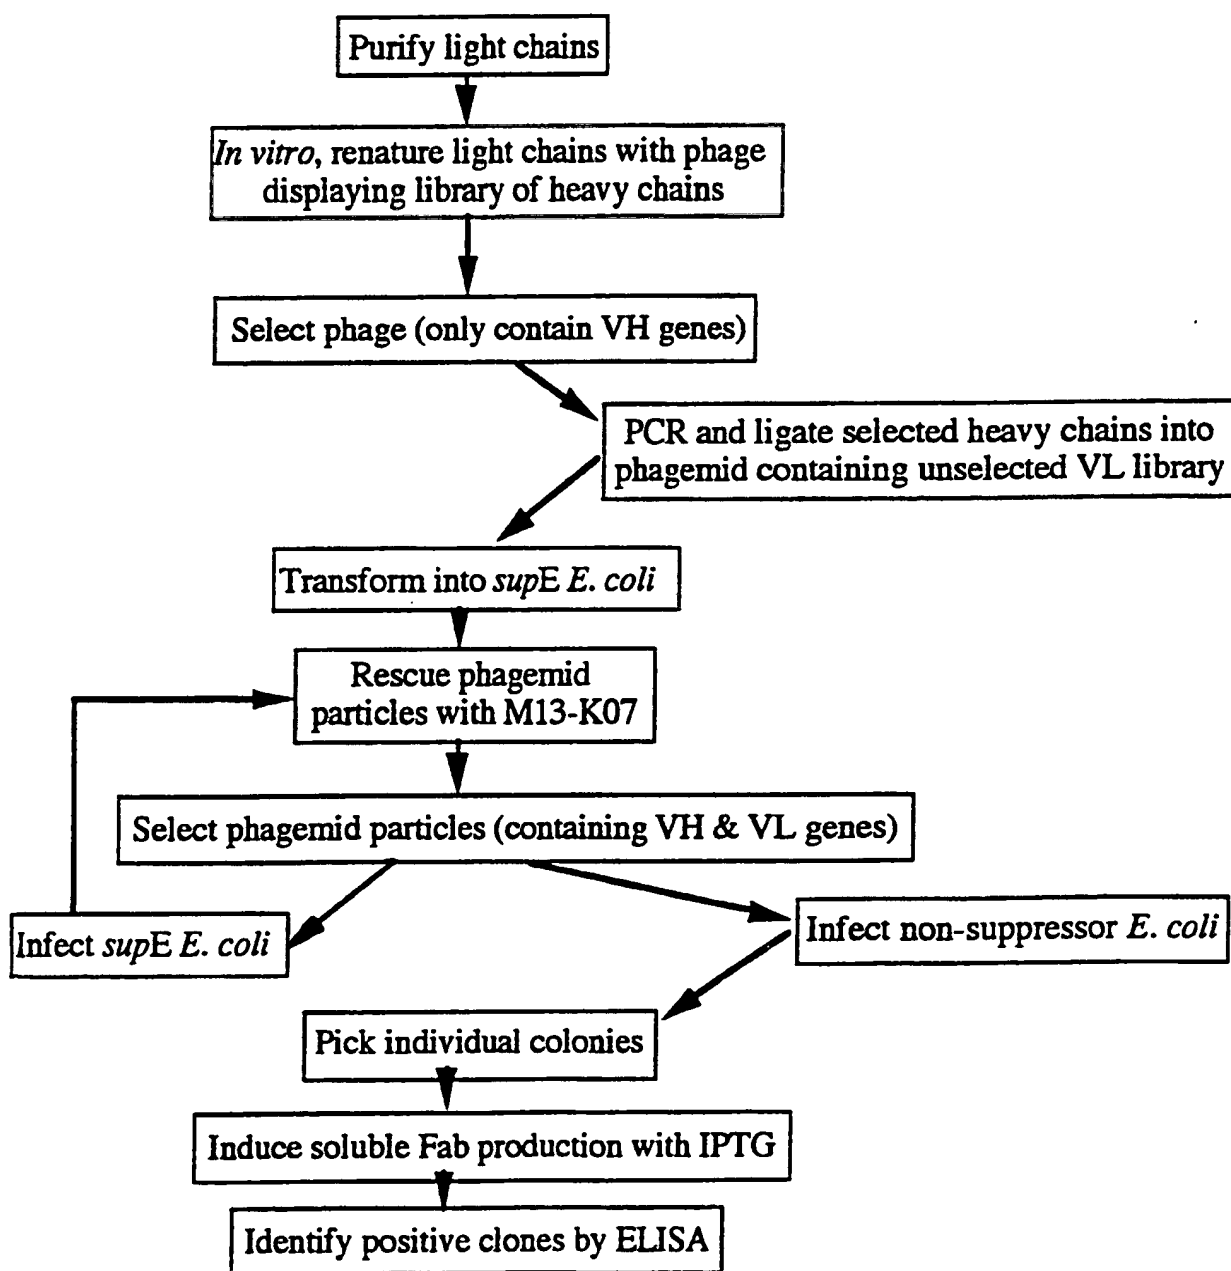 Purify light chains
In vitro, renature light chains with phage
displaying library of heavy chains
Select phage (only contain VH genes)
PCR and ligate selected heavy chains into
phagemid containing unselected VL library
Transform into supE E. coli
Rescue phagemid
particles with M13-K07
Select phagemid particles (containing VH & VL genes)
Infect supE E. coli
Infect non-suppressor E. coli
Pick individual colonies
Induce soluble Fab production with IPTG
Identify positive clones by ELISA